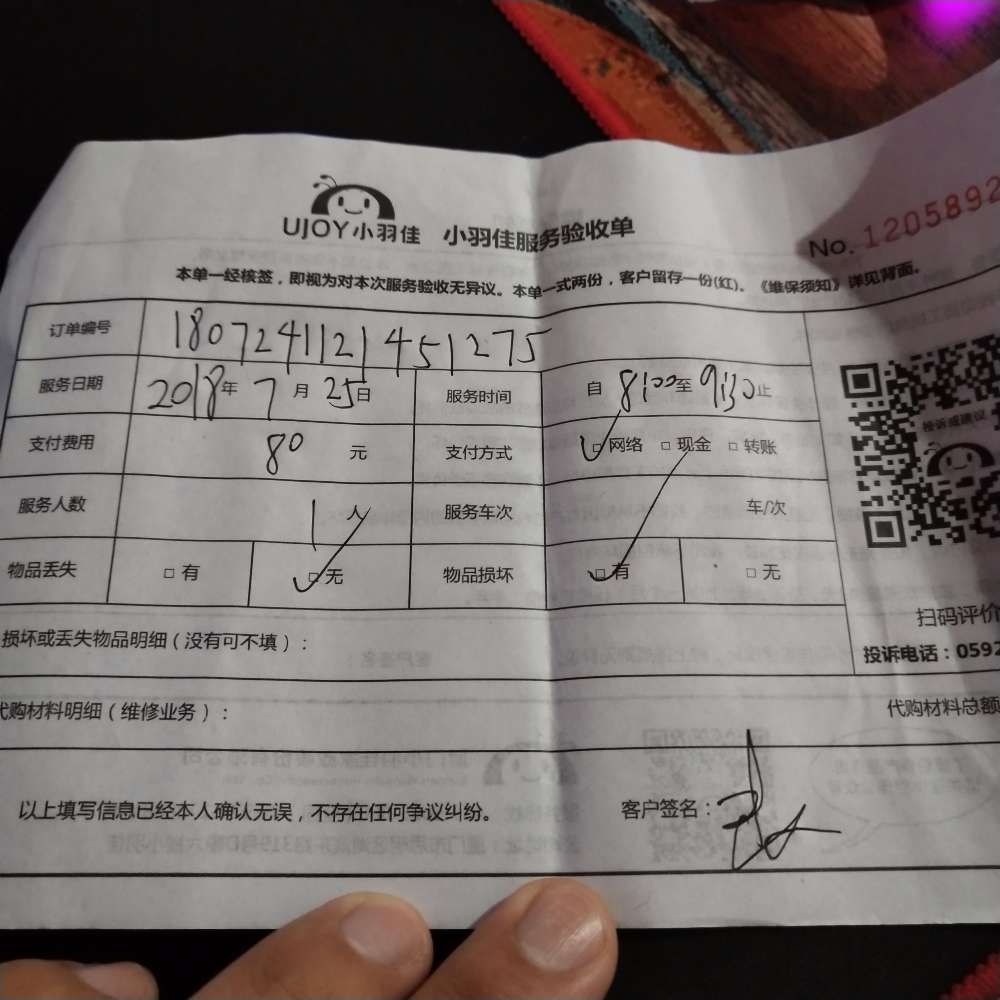 UJOY小羽佳 小羽佳服务验收单
No. 1205892
本单一经核签，即视为对本次服务验收无异议。本单一式两份，客户留存一份(红)。《维保须知》详见背面。
订单编号 1807241121451275
服务日期 2018年 7月 25日 服务时间 自 8:00至 9:30止
投诉或建议
支付费用 80 元 支付方式 □网络 □现金 □转账
服务人数 1 人 服务车次 车/次
物品丢失 □有 □无 物品损坏 □有 □无
扫码评价
损坏或丢失物品明细（没有可不填）：
投诉电话：0592
代购材料明细（维修业务）： 代购材料总额
以上填写信息已经本人确认无误，不存在任何争议纠纷。 客户签名：